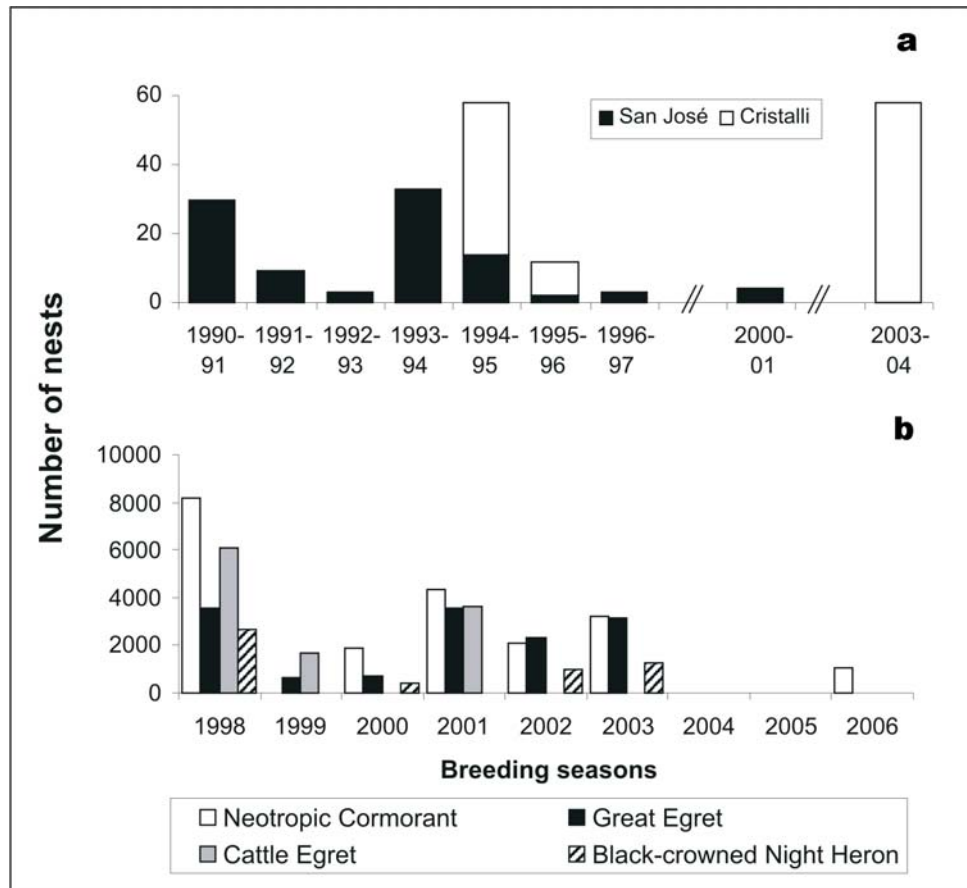 a
60
40
20
0
San José Cristalli
1990- 1991- 1992- 1993- 1994- 1995- 1996- // 2000- // 2003-
91 92 93 94 95 96 97 01 04
Number of nests
b
10000
8000
6000
4000
2000
0
1998 1999 2000 2001 2002 2003 2004 2005 2006
Breeding seasons
Neotropic Cormorant Great Egret
Cattle Egret Black-crowned Night Heron